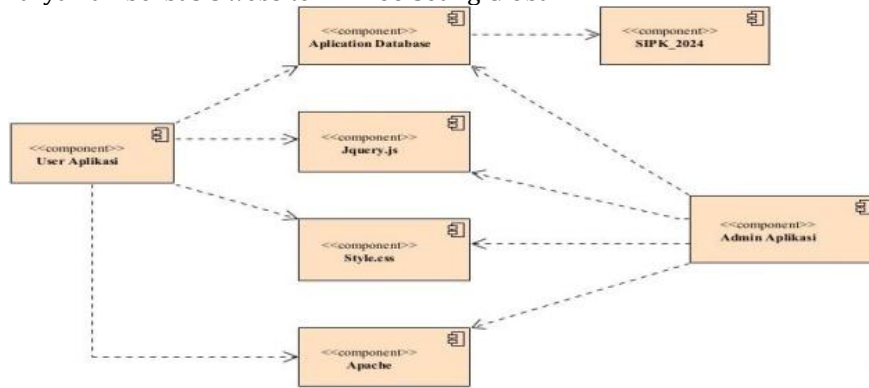 <<component>>
Aplication Database
<<component>>
SIPK_2024
<<component>>
Jquery.js
<<component>>
User Aplikasi
<<component>>
Admin Aplikasi
<<component>>
Style.css
<<component>>
Apache